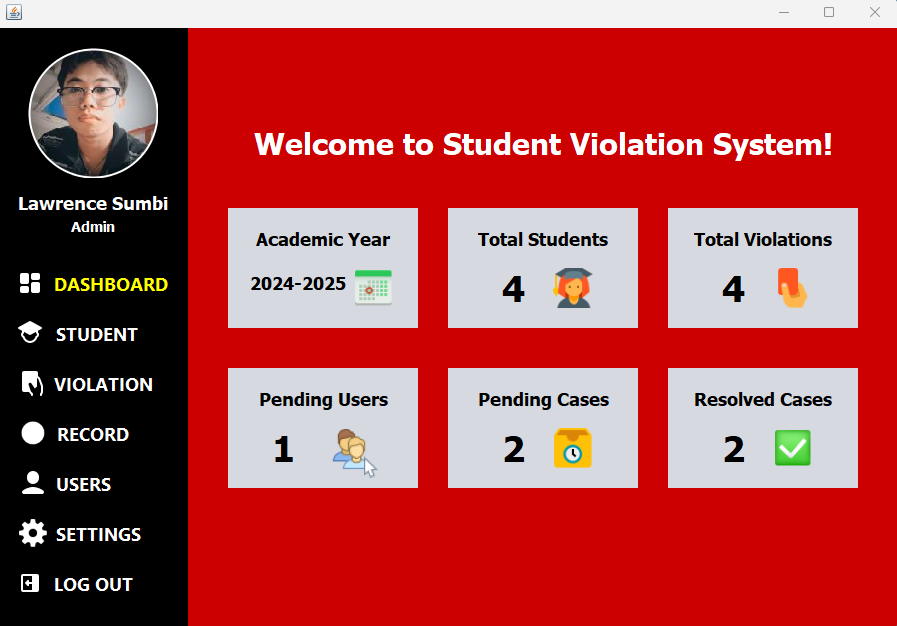 Lawrence Sumbi
Admin
DASHBOARD
STUDENT
VIOLATION
RECORD
USERS
SETTINGS
LOG OUT
Welcome to Student Violation System!
Academic Year
2024-2025
Total Students
4
Total Violations
4
Pending Users
1
Pending Cases
2
Resolved Cases
2